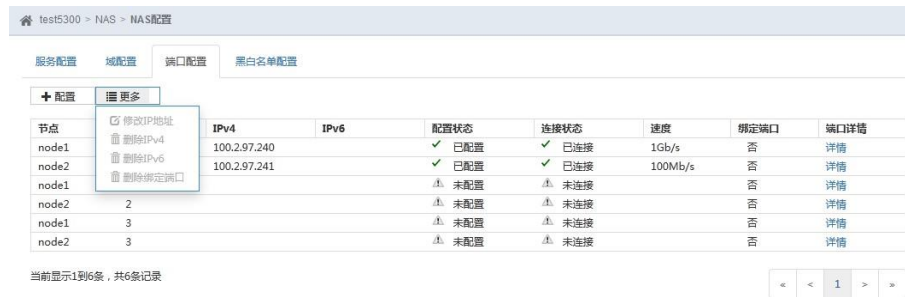 test5300 > NAS > NAS配置
服务配置 域配置 端口配置 黑白名单配置
配置 更多
修改IP地址
删除IPv4
删除IPv6
删除绑定端口
节点 IPv4 IPv6 配置状态 连接状态 速度 绑定端口 端口详情
node1 100.2.97.240 已配置 已连接 1Gb/s 否 详情
node2 100.2.97.241 已配置 已连接 100Mb/s 否 详情
node1 未配置 未连接 否 详情
node2 2 未配置 未连接 否 详情
node1 3 未配置 未连接 否 详情
node2 3 未配置 未连接 否 详情
当前显示1到6条，共6条记录
« < 1 > »